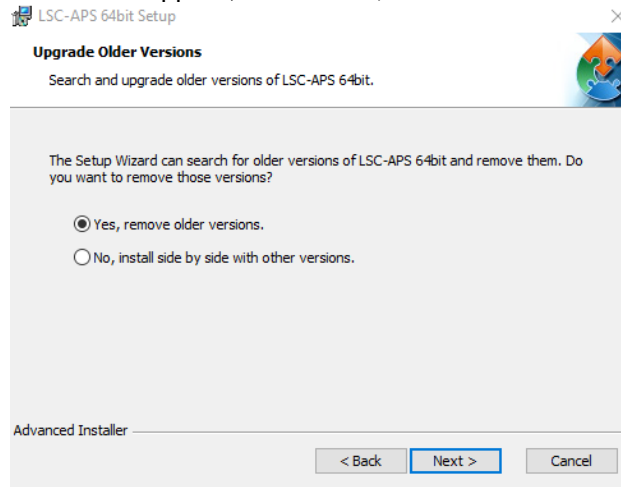 LSC-APS 64bit Setup
Upgrade Older Versions
Search and upgrade older versions of LSC-APS 64bit.
The Setup Wizard can search for older versions of LSC-APS 64bit and remove them. Do
you want to remove those versions?
Yes, remove older versions.
No, install side by side with other versions.
Advanced Installer
< Back Next > Cancel